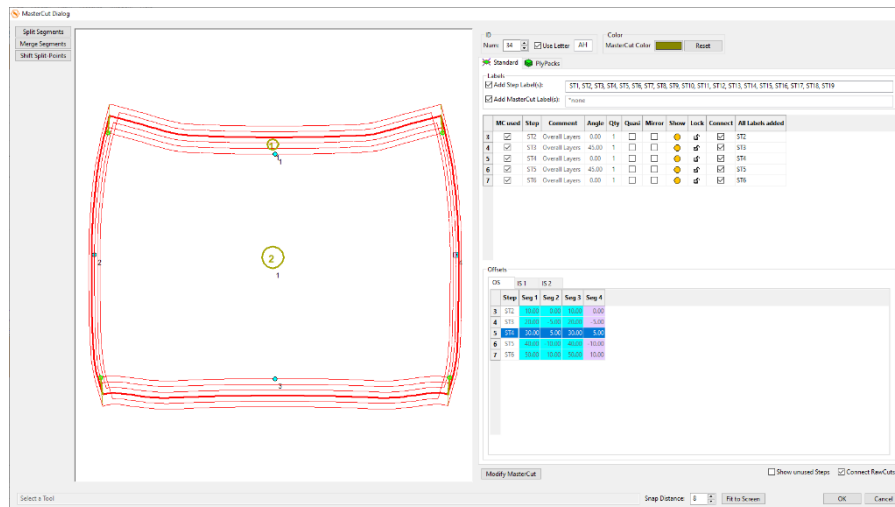 MasterCut Dialog
Split Segments
Merge Segments
Shift Split-Points
ID
Num: 34 Use Letter AH
Color
MasterCut Color Reset
Standard PlyPacks
Labels
Add Step Label(s): ST1, ST2, ST3, ST4, ST5, ST6, ST7, ST8, ST9, ST10, ST11, ST12, ST13, ST14, ST15, ST16, ST17, ST18, ST19
Add MasterCut Label(s): *none
MC used Step Comment Angle Qty Quasi Mirror Show Lock Connect All Labels added
3 ST2 Overall Layers 0.00 1 ST2
4 ST3 Overall Layers 45.00 1 ST3
5 ST4 Overall Layers 0.00 1 ST4
6 ST5 Overall Layers 45.00 1 ST5
7 ST6 Overall Layers 0.00 1 ST6
1
1
2
1
2
3
Offsets
OS IS 1 IS 2
Step Seg 1 Seg 2 Seg 3 Seg 4
3 ST2 10.00 0.00 10.00 0.00
4 ST3 20.00 -5.00 20.00 -5.00
5 ST4 30.00 5.00 30.00 5.00
6 ST5 40.00 -10.00 40.00 -10.00
7 ST6 50.00 10.00 50.00 10.00
Modify MasterCut
Show unused Steps Connect RawCuts
Select a Tool
Snap Distance: 8 Fit to Screen OK Cancel